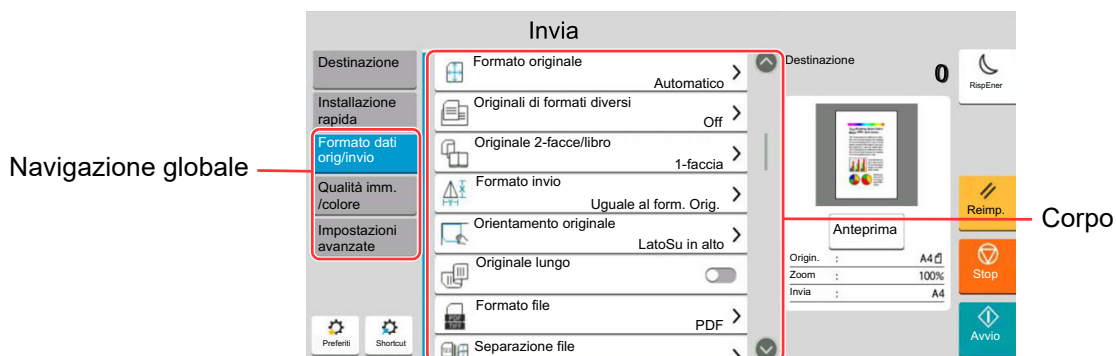 Invia
Navigazione globale
Destinazione
Installazione
rapida
Formato dati
orig/invio
Qualità imm.
/colore
Impostazioni
avanzate
Preferiti
Shortcut
Formato originale
Automatico
Originali di formati diversi
Off
Originale 2-facce/libro
1-faccia
Formato invio
Uguale al form. Orig.
Orientamento originale
LatoSu in alto
Originale lungo
Formato file
PDF
TIFF
PDF
Separazione file
Destinazione
0
Anteprima
Origin. : A4
Zoom : 100%
Invia : A4
RispEner
Reimp.
Stop
Avvio
Corpo